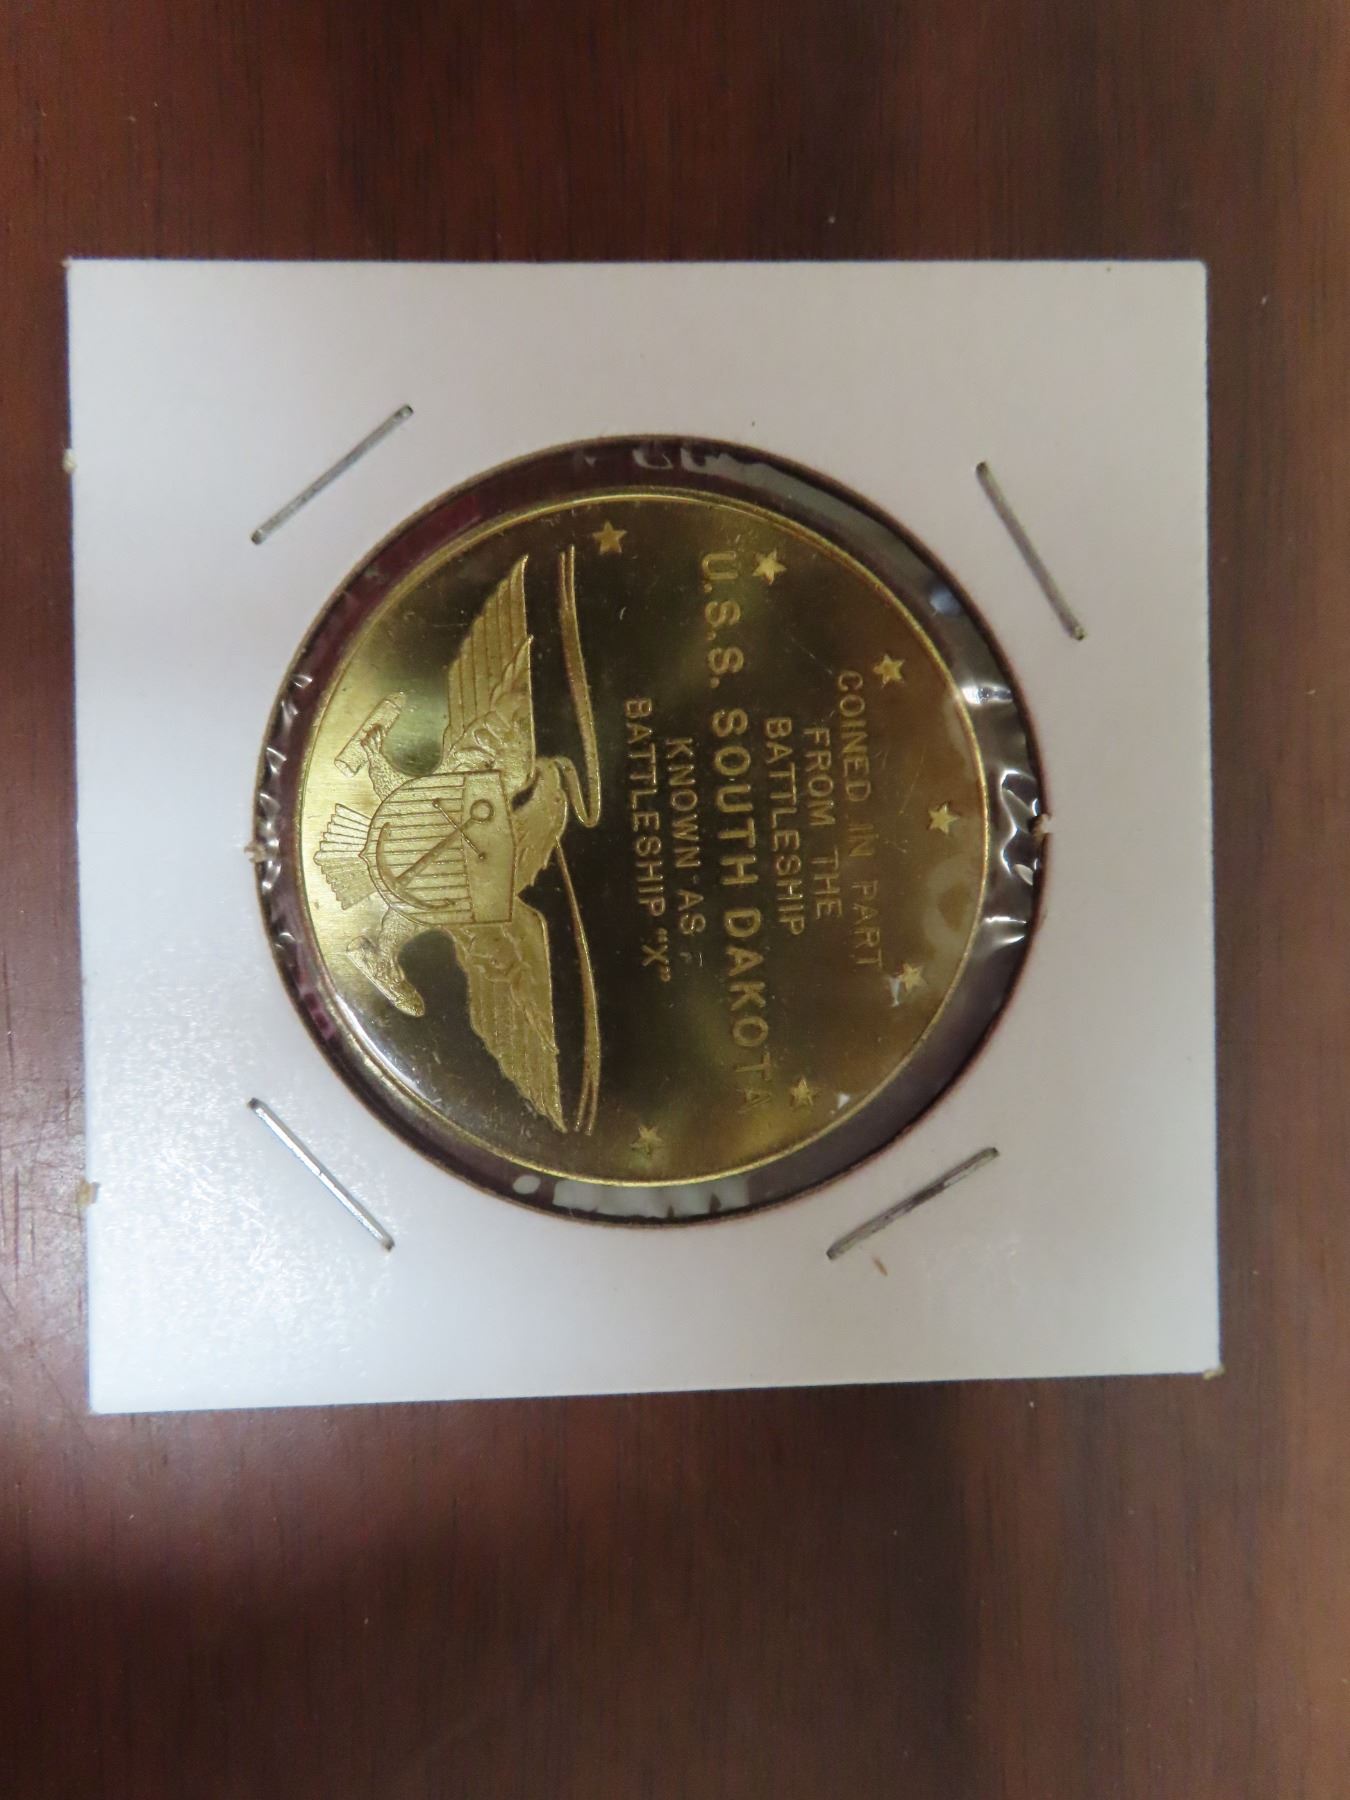 COINED IN PART
FROM THE
BATTLESHIP
U.S.S. SOUTH DAKOTA
KNOWN AS
BATTLESHIP "X"